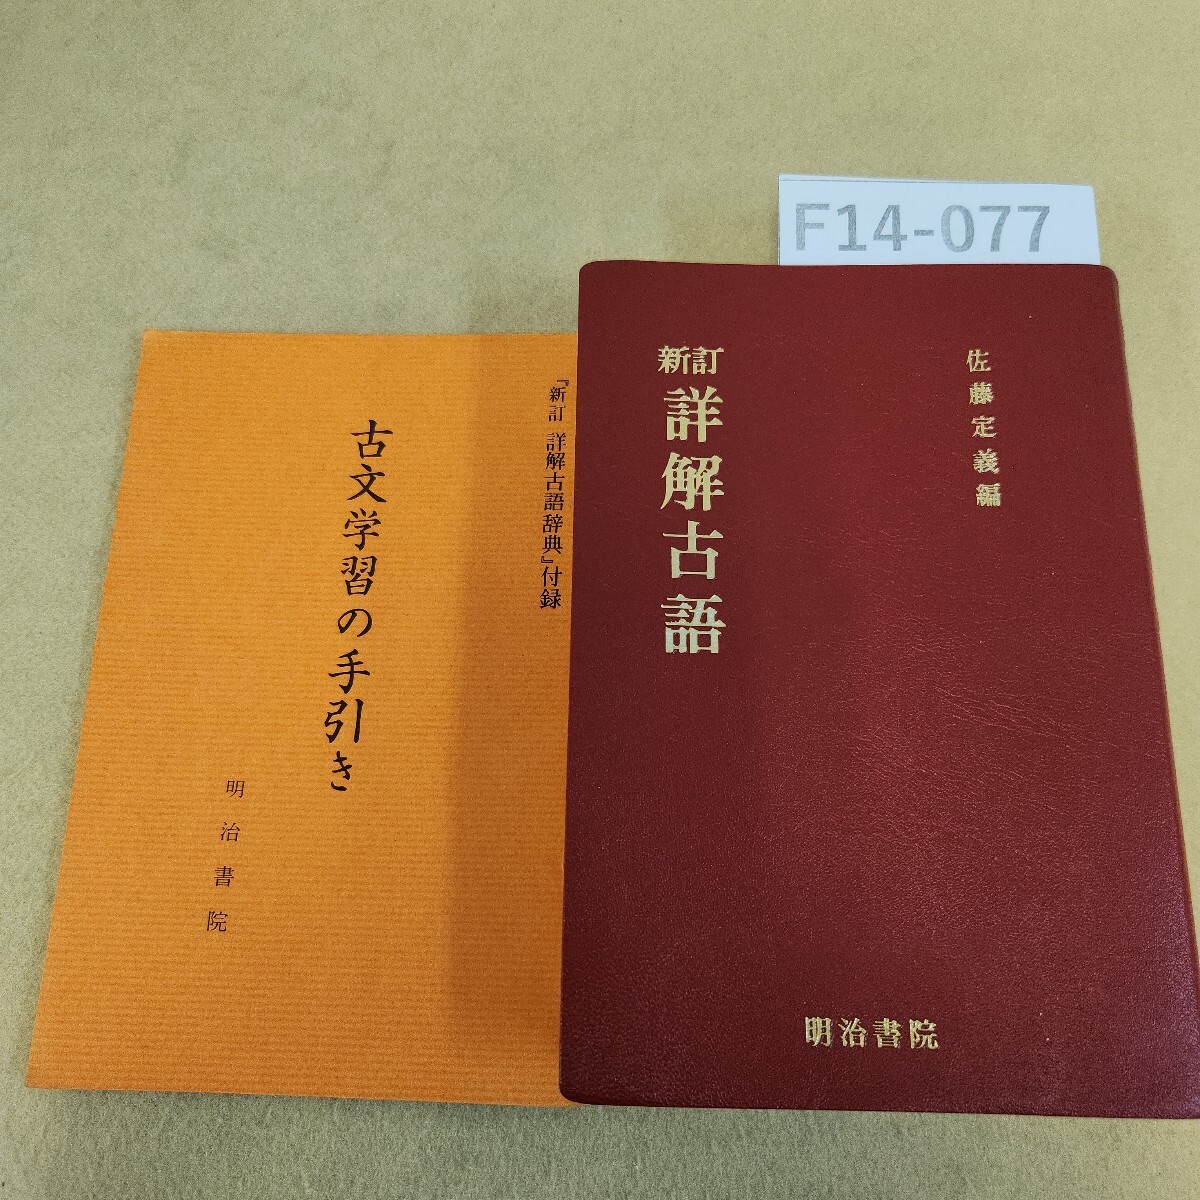 F14-077
佐藤定義編
新訂
詳解古語
明治書院
『新訂 詳解古語辞典』付録
古文学習の手引き
明治書院